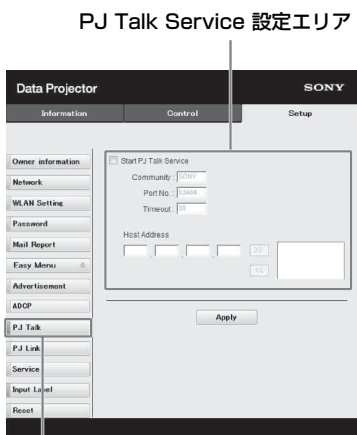 PJ Talk Service 設定エリア
Data Projector
SONY
Information
Control
Setup
Owner information
Network
WLAN Setting
Password
Mail Report
Easy Menu
Advertisement
ADCP
PJ Talk
PJ Link
Service
Input Label
Reset
Start PJ Talk Service
Community : SONY
Port No. : 53484
Timeout : 30
Host Address
. . .
>>
<<
Apply